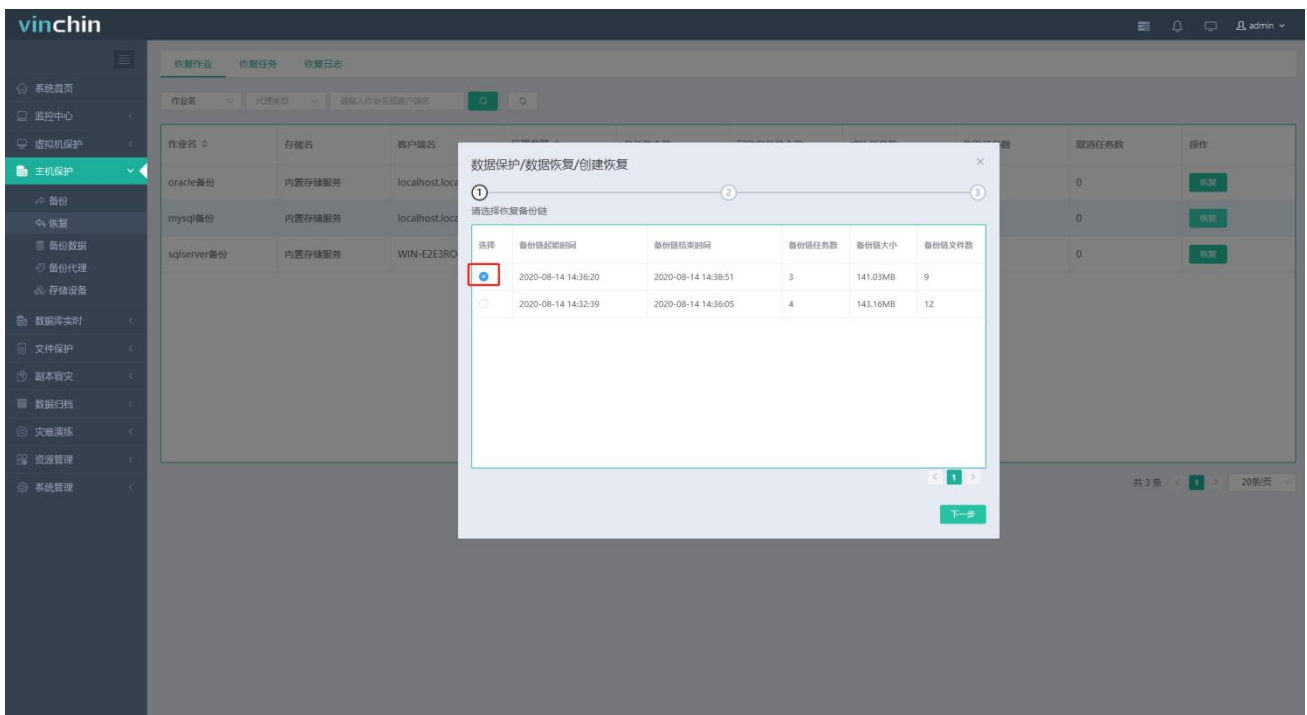 vinchin
admin
恢复作业 恢复任务 恢复日志
系统首页
监控中心
虚拟机保护
主机保护
备份
恢复
备份数据
备份代理
存储设备
数据库实时
文件保护
副本容灾
数据归档
灾难演练
资源管理
系统管理
作业名 代理类型 请输入作业名或客户端名
作业名 存储名 客户端名 取消任务数 操作
oracle备份 内置存储服务 localhost.loca 0 恢复
mysql备份 内置存储服务 localhost.loca 0 恢复
sqlserver备份 内置存储服务 WIN-E2E3RO 0 恢复
共 3 条 1 20条/页
数据保护/数据恢复/创建恢复
1 2 3
请选择恢复备份链
选择 备份链起始时间 备份链结束时间 备份链任务数 备份链大小 备份链文件数
2020-08-14 14:36:20 2020-08-14 14:38:51 3 141.03MB 9
2020-08-14 14:32:39 2020-08-14 14:36:05 4 143.16MB 12
1
下一步